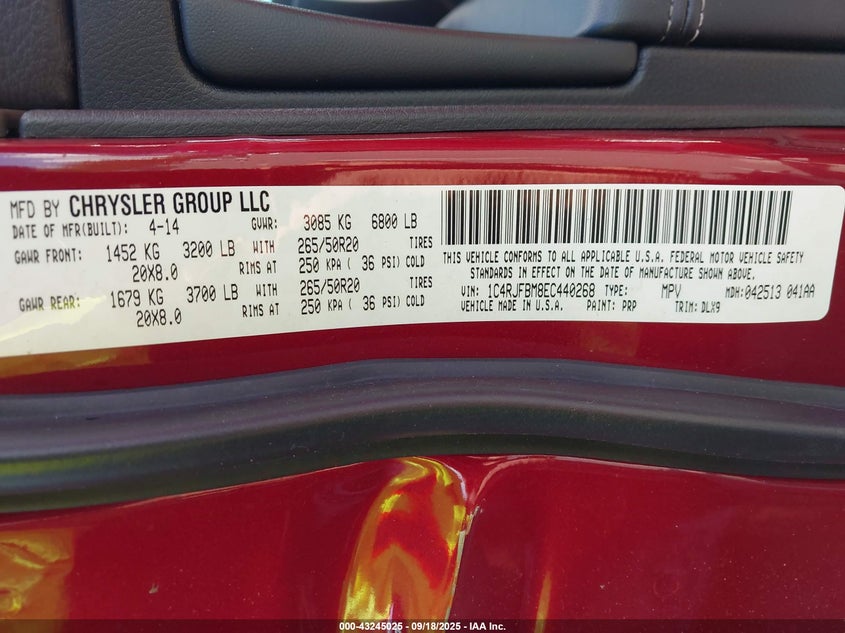 MFD BY CHRYSLER GROUP LLC
DATE OF MFR(BUILT): 4-14 GVWR: 3085 KG 6800 LB
GAWR FRONT: 1452 KG 3200 LB WITH 265/50R20 TIRES
20X8.0 RIMS AT 250 KPA ( 36 PSI) COLD
GAWR REAR: 1679 KG 3700 LB WITH 265/50R20 TIRES
20X8.0 RIMS AT 250 KPA ( 36 PSI) COLD
THIS VEHICLE CONFORMS TO ALL APPLICABLE U.S.A. FEDERAL MOTOR VEHICLE SAFETY
STANDARDS IN EFFECT ON THE DATE OF MANUFACTURE SHOWN ABOVE.
VIN: 1C4RJFBM8EC440268 TYPE: MPV MDH:042513 041AA
VEHICLE MADE IN U.S.A. PAINT: PRP TRIM: DLX9
000-43245025 - 09/18/2025 - IAA Inc.